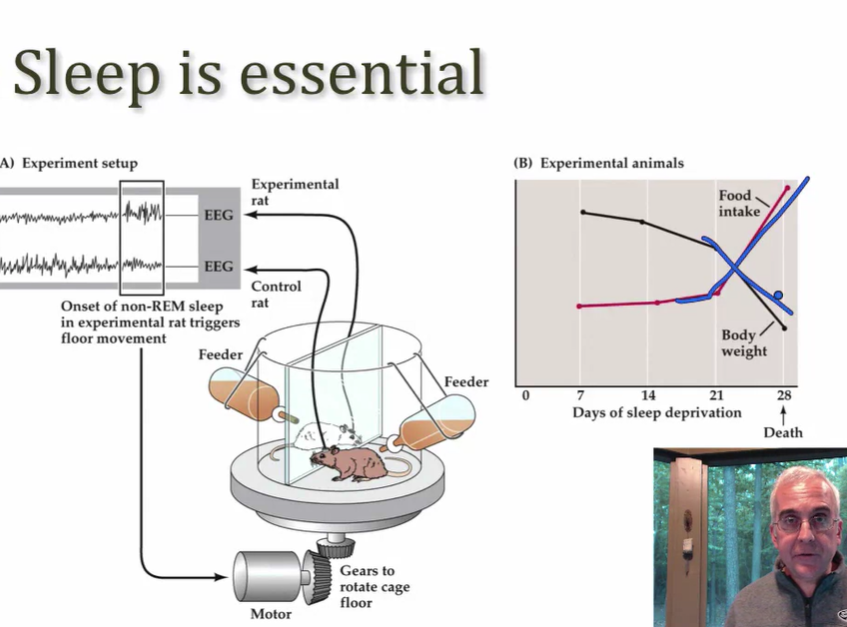 Sleep is essential
A) Experiment setup
Experimental
rat
EEG
EEG
Control
rat
Onset of non-REM sleep
in experimental rat triggers
floor movement
Feeder
Feeder
Gears to
rotate cage
floor
Motor
(B) Experimental animals
Food
intake
Body
weight
0 7 14 21 28
Days of sleep deprivation
Death